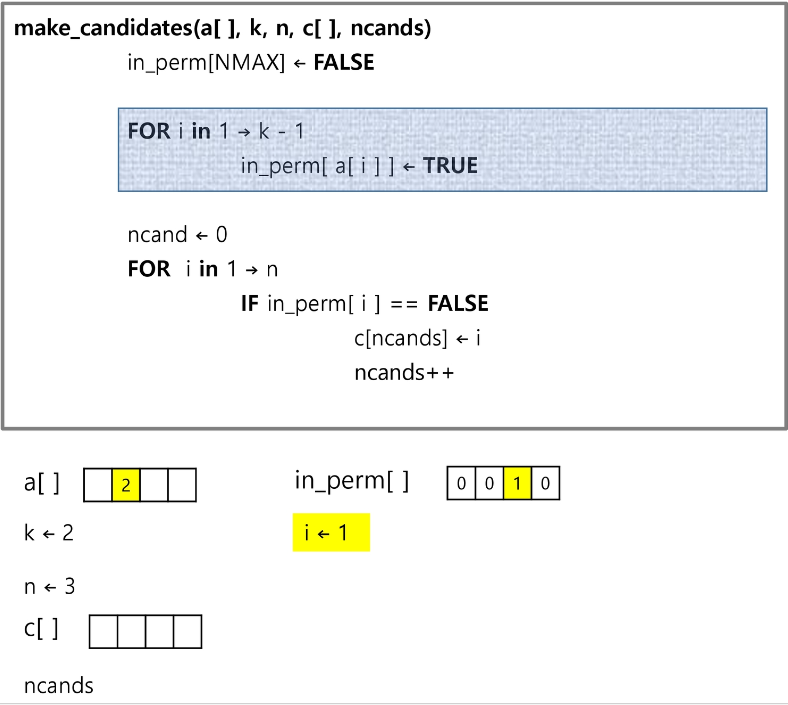 make_candidates(a[ ], k, n, c[ ], ncands)
in_perm[NMAX] ← FALSE
FOR i in 1 → k - 1
in_perm[ a[ i ] ] ← TRUE
ncand ← 0
FOR i in 1 → n
IF in_perm[ i ] == FALSE
c[ncands] ← i
ncands++
a[ ] 2 in_perm[ ] 0 0 1 0
k ← 2 i ← 1
n ← 3
c[ ]
ncands